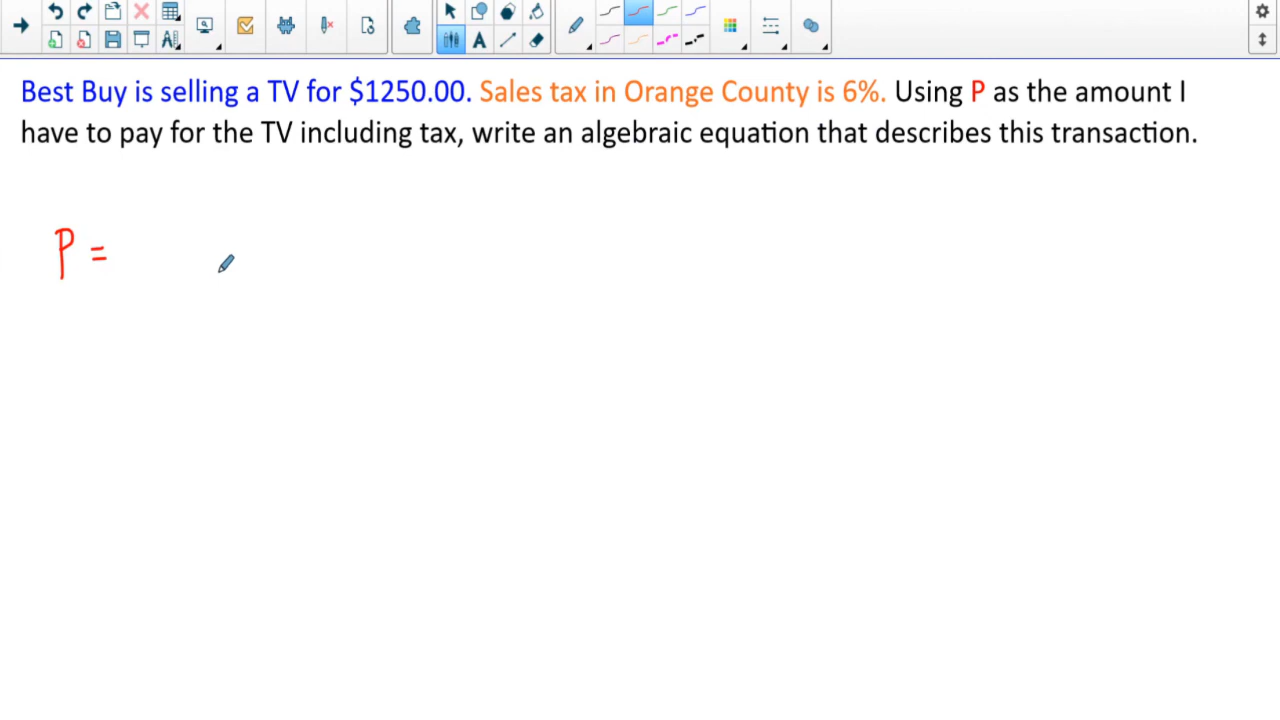 Best Buy is selling a TV for $1250.00. Sales tax in Orange County is 6%. Using P as the amount I
have to pay for the TV including tax, write an algebraic equation that describes this transaction.
P =